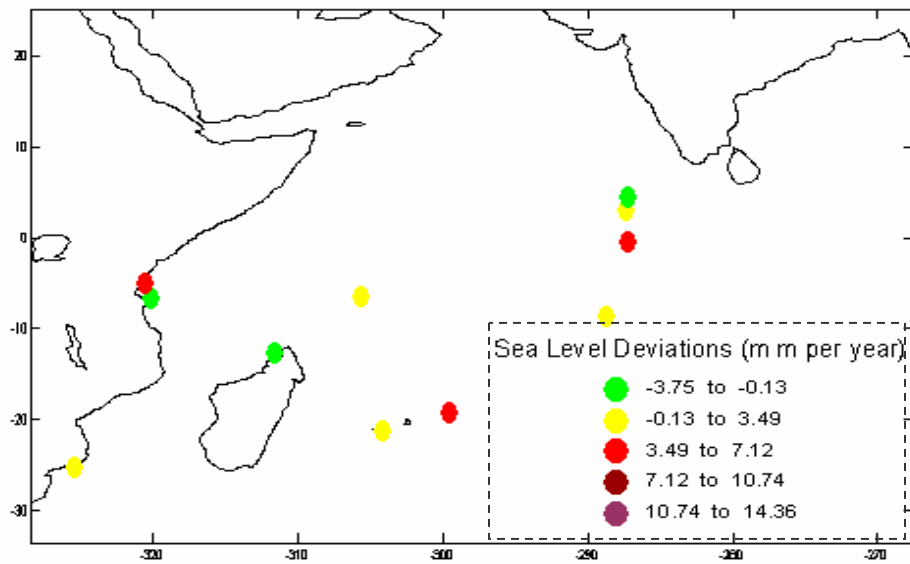 20
10
0
-10
-20
-30
Sea Level Deviations (mm per year)
-3.75 to -0.13
-0.13 to 3.49
3.49 to 7.12
7.12 to 10.74
10.74 to 14.36
-320 -310 -300 -290 -280 -270